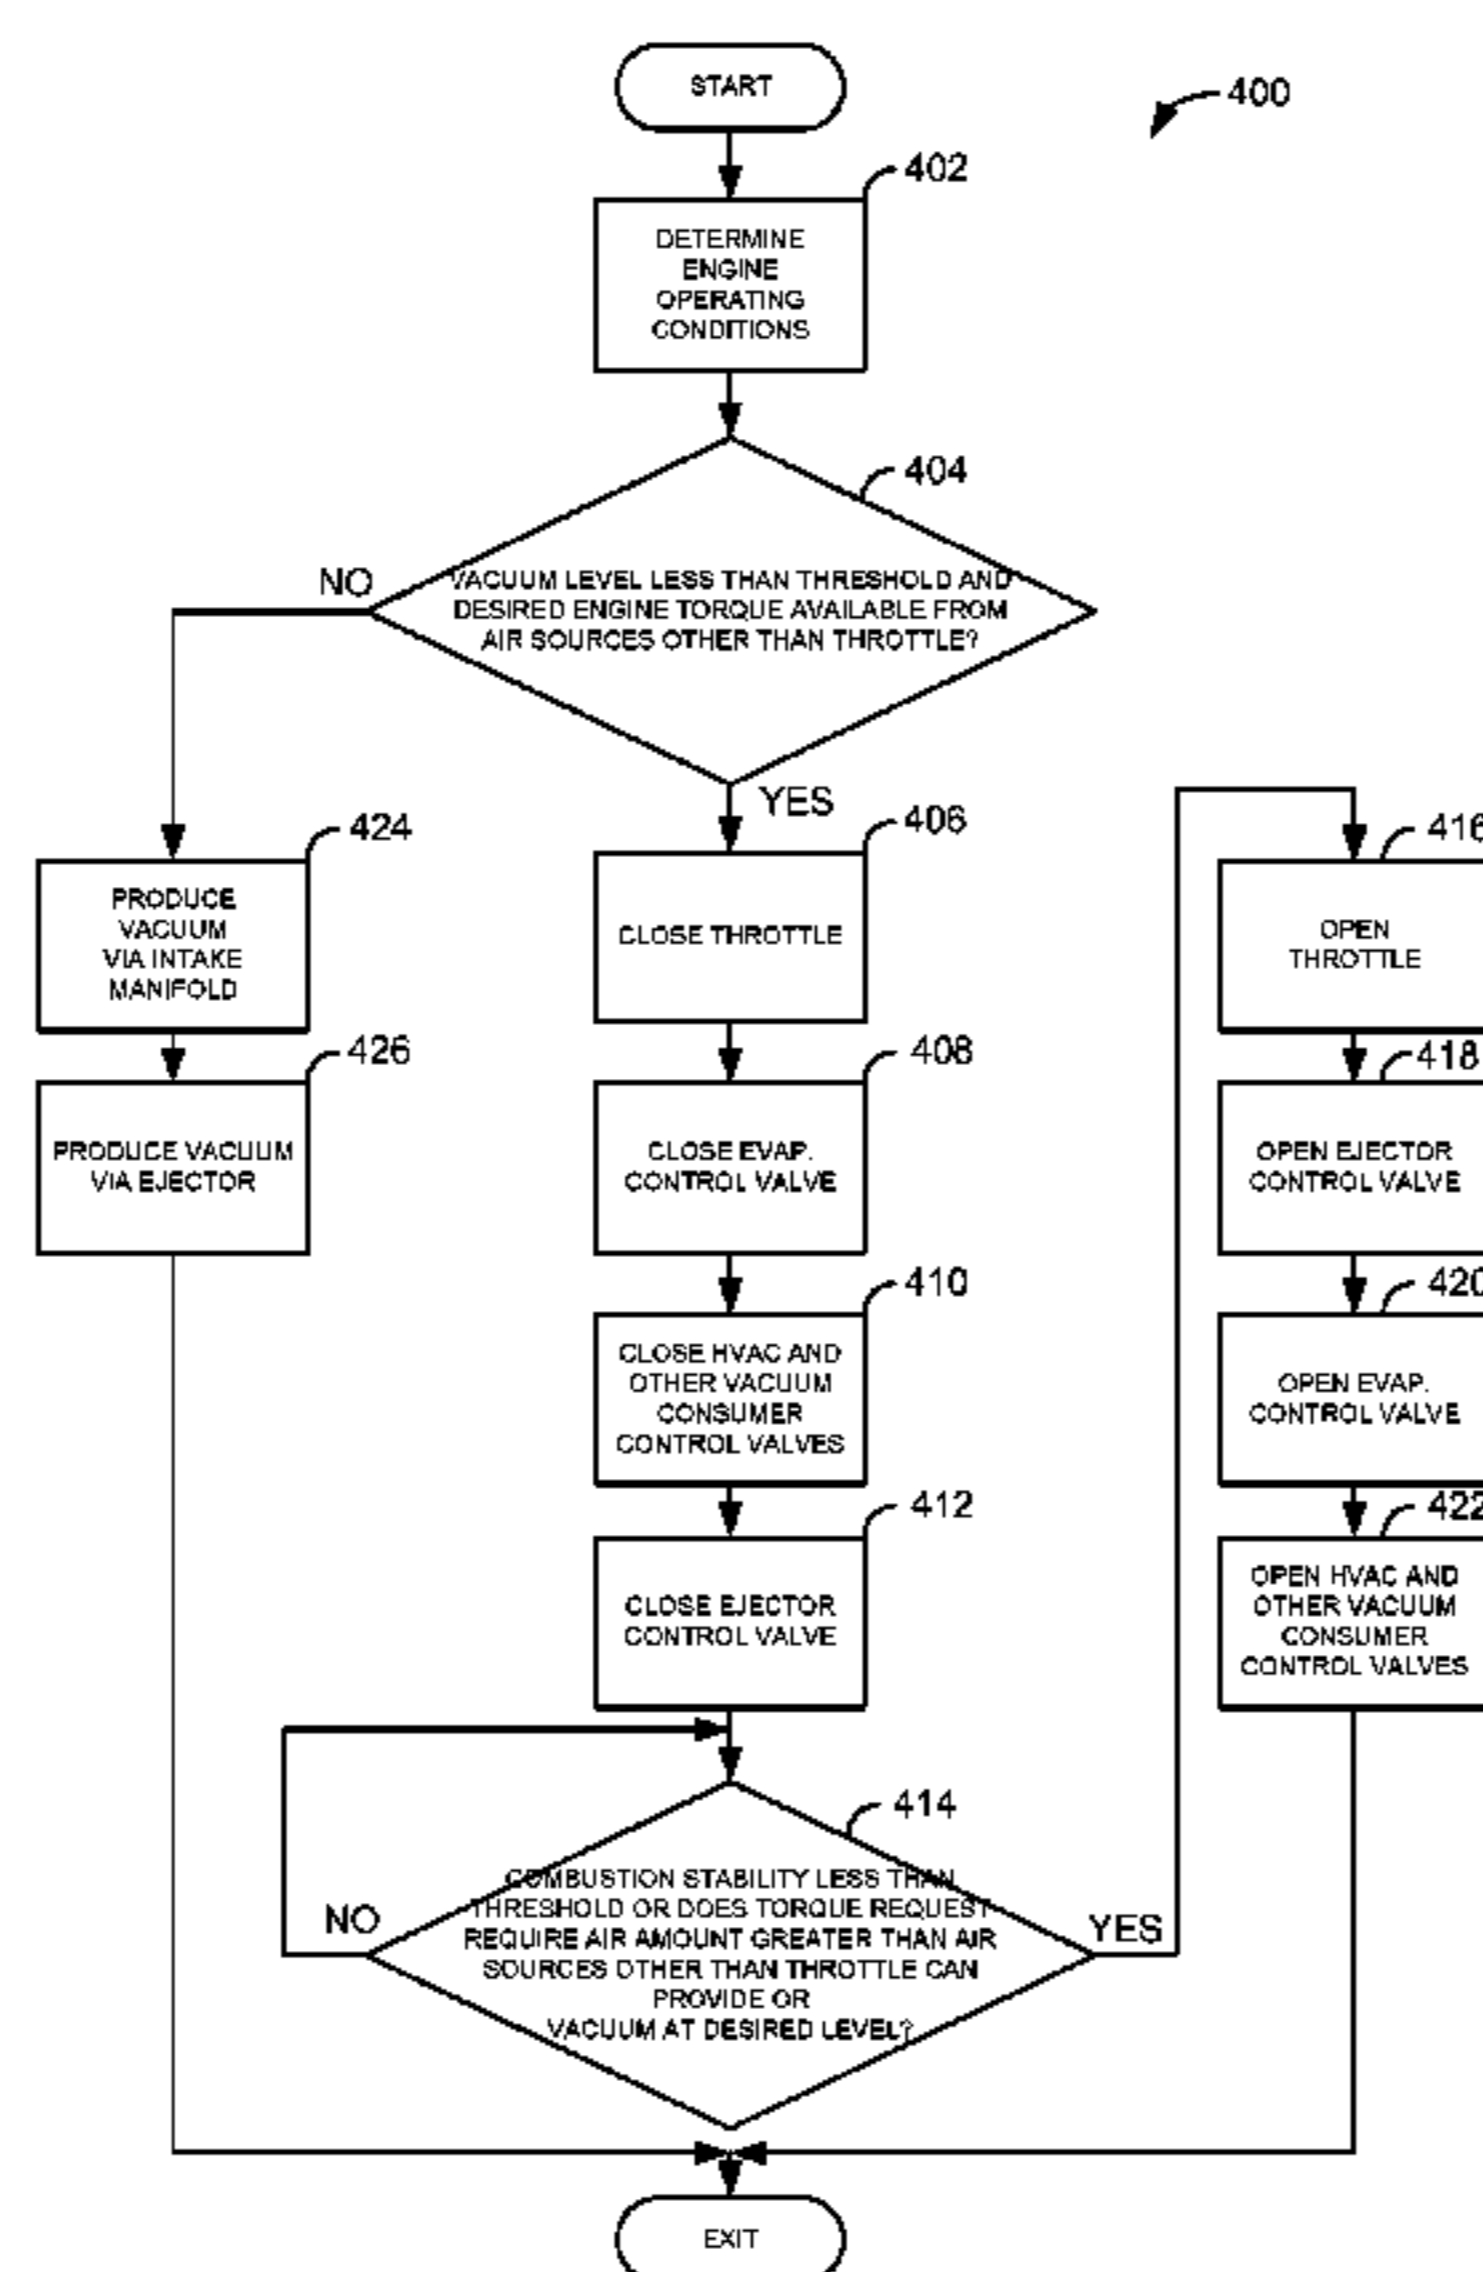 START
400
402
DETERMINE
ENGINE
OPERATING
CONDITIONS
404
NO
VACUUM LEVEL LESS THAN THRESHOLD AND
DESIRED ENGINE TORQUE AVAILABLE FROM
AIR SOURCES OTHER THAN THROTTLE?
YES
424
PRODUCE
VACUUM
VIA INTAKE
MANIFOLD
426
PRODUCE VACUUM
VIA EJECTOR
406
CLOSE THROTTLE
408
CLOSE EVAP.
CONTROL VALVE
410
CLOSE HVAC AND
OTHER VACUUM
CONSUMER
CONTROL VALVES
412
CLOSE EJECTOR
CONTROL VALVE
414
NO
COMBUSTION STABILITY LESS THAN
THRESHOLD OR DOES TORQUE REQUEST
REQUIRE AIR AMOUNT GREATER THAN AIR
SOURCES OTHER THAN THROTTLE CAN
PROVIDE OR
VACUUM AT DESIRED LEVEL?
YES
416
OPEN
THROTTLE
418
OPEN EJECTOR
CONTROL VALVE
420
OPEN EVAP.
CONTROL VALVE
422
OPEN HVAC AND
OTHER VACUUM
CONSUMER
CONTROL VALVES
EXIT